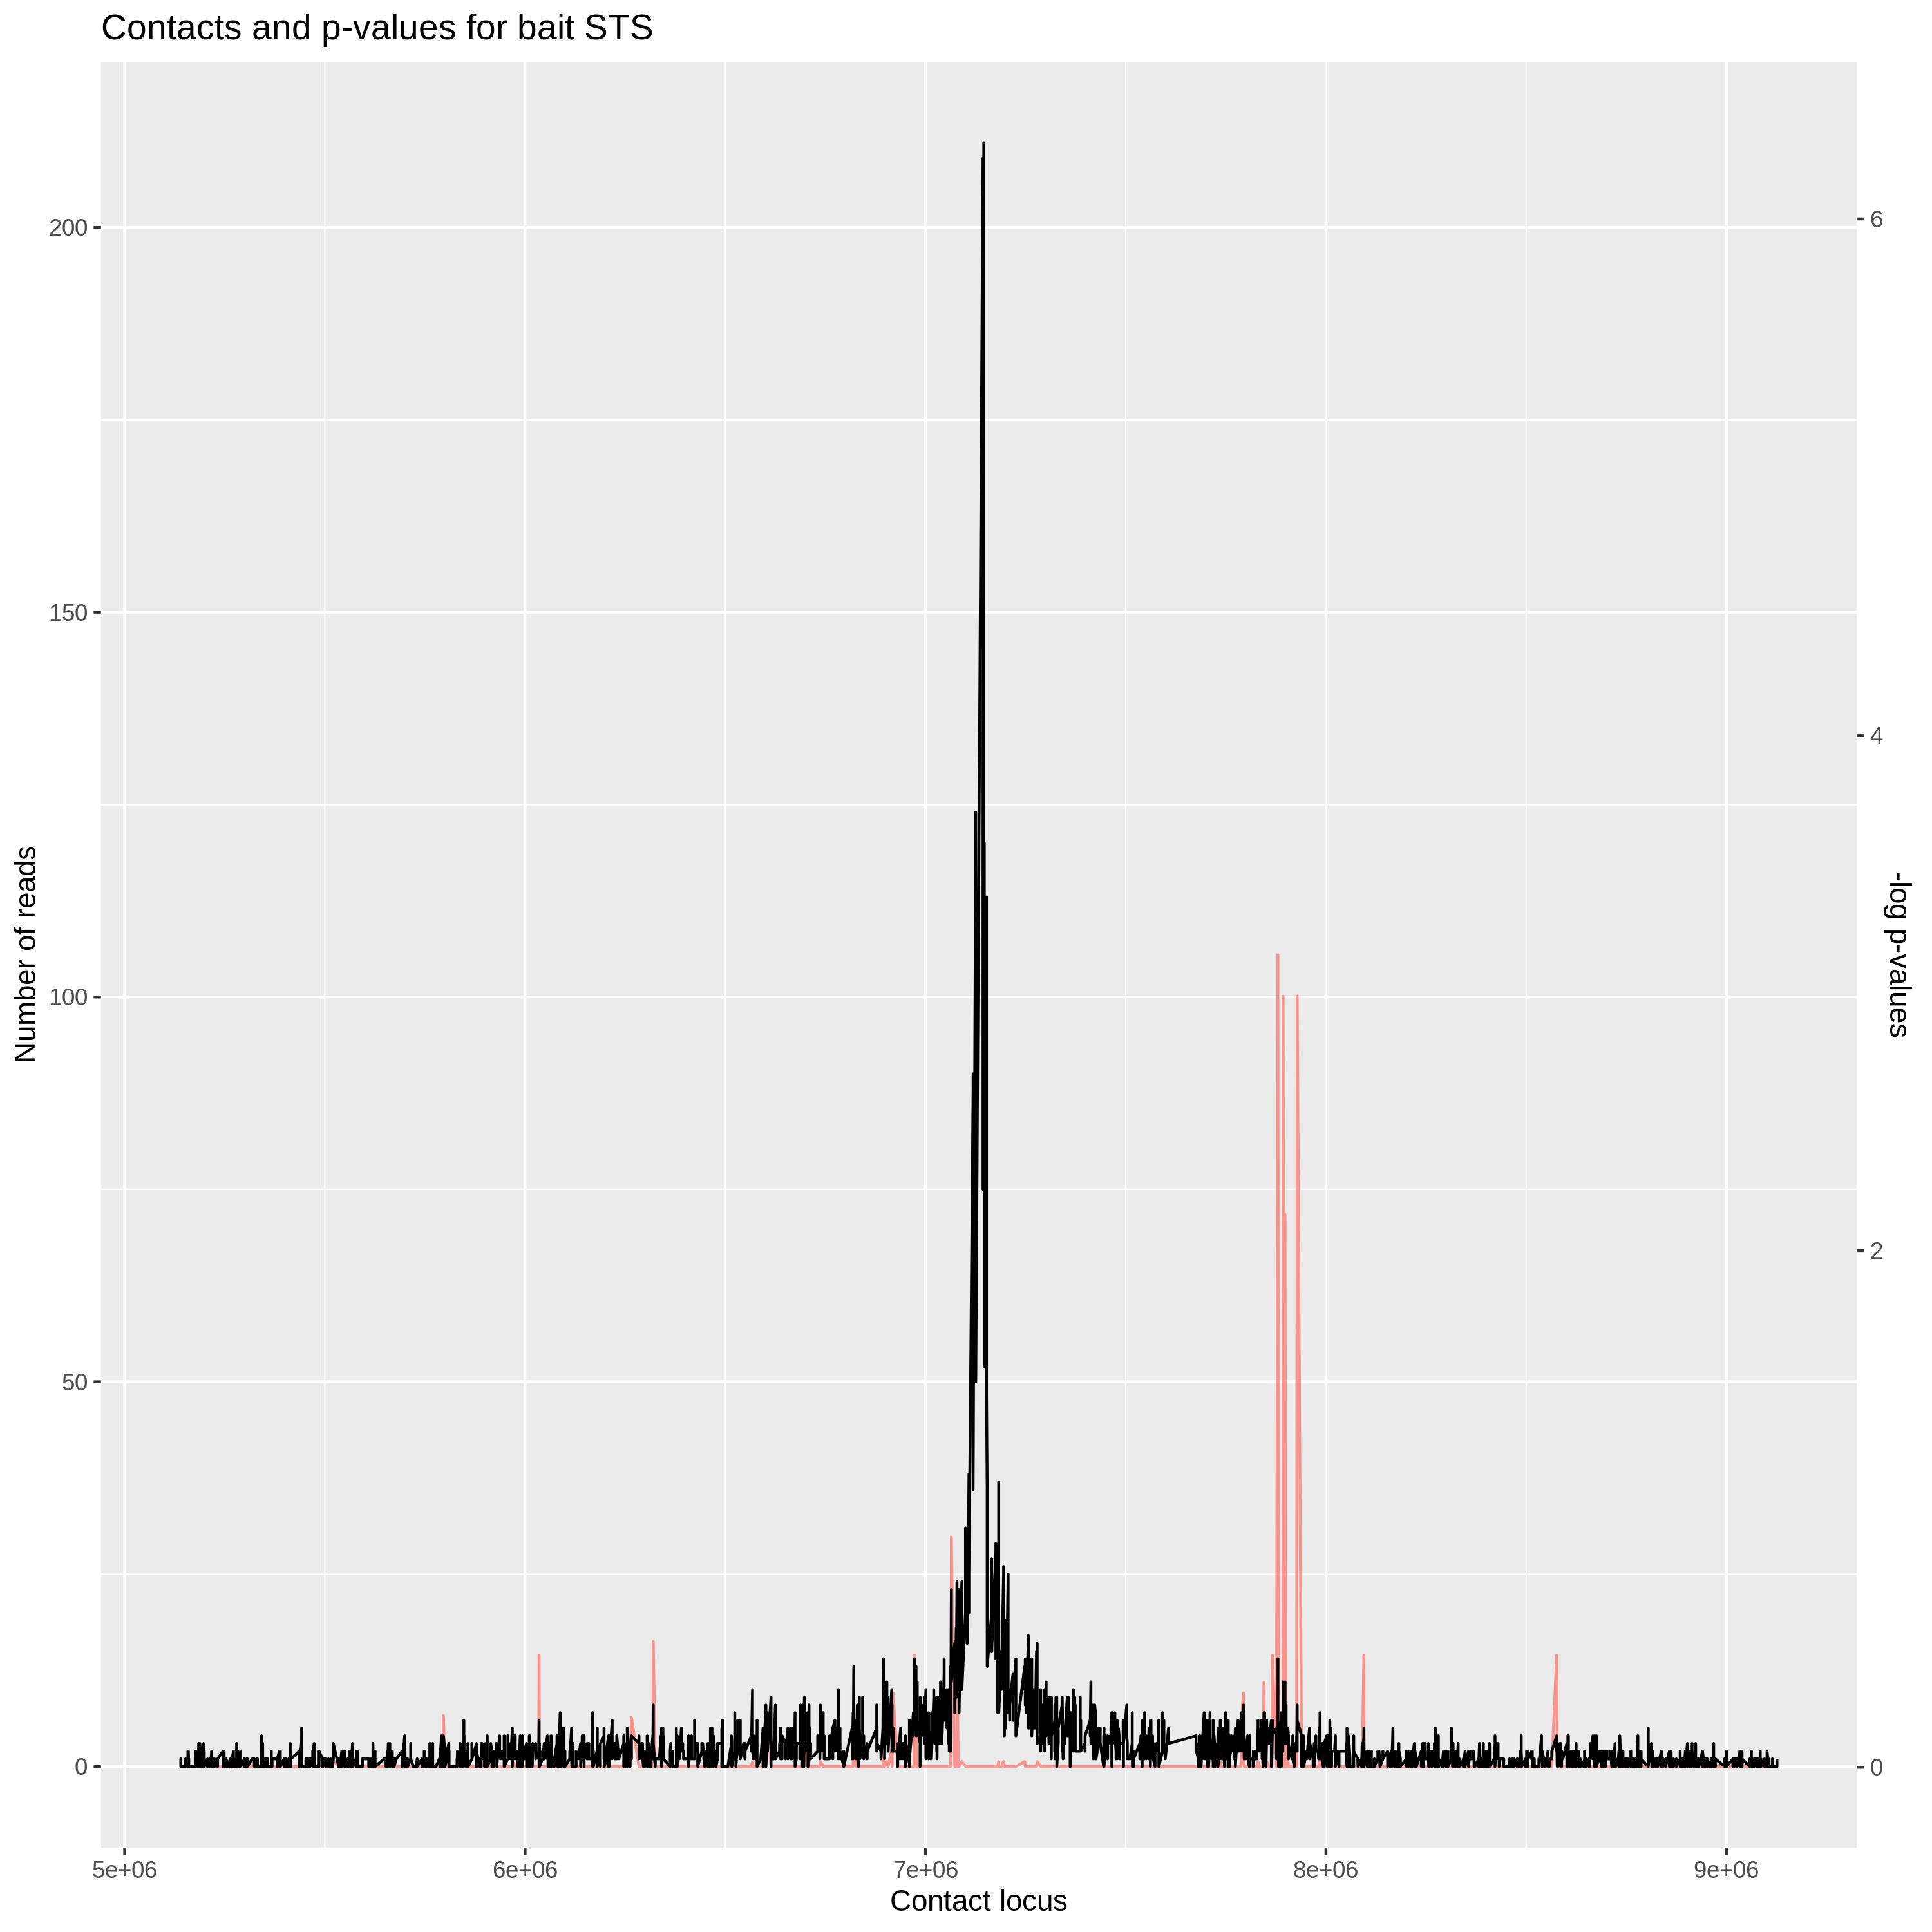 Contacts and p-values for bait STS
200
150
100
50
0
Number of reads
6
4
2
0
-log p-values
5e+06 6e+06 7e+06 8e+06 9e+06
Contact locus